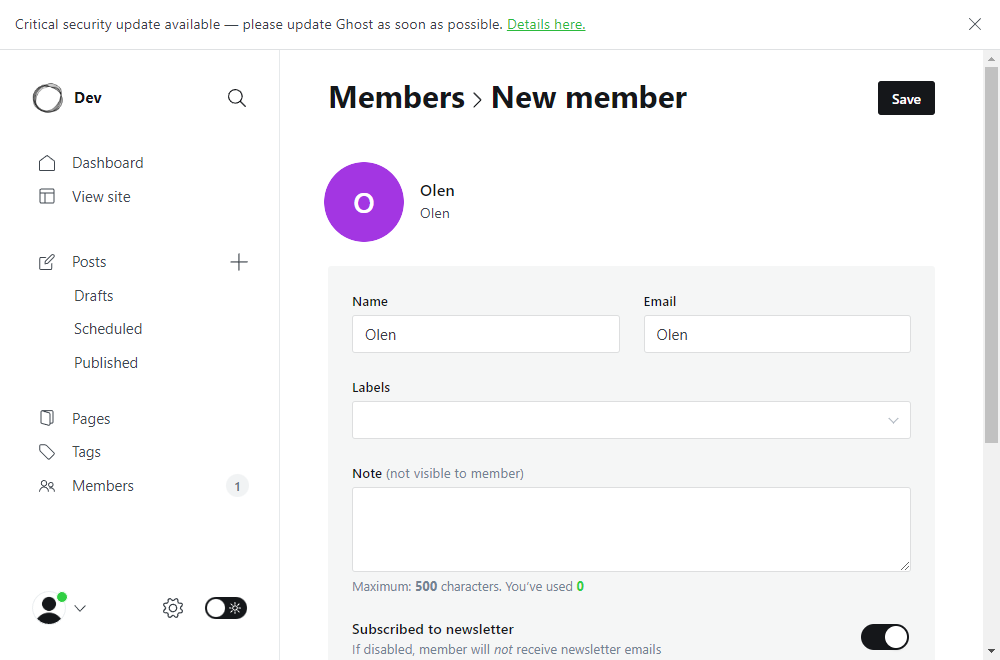 Critical security update available — please update Ghost as soon as possible. Details here.
Dev
Dashboard
View site
Posts
Drafts
Scheduled
Published
Pages
Tags
Members 1
Members > New member
Save
O
Olen
Olen
Name Email
Olen Olen
Labels
Note (not visible to member)
Maximum: 500 characters. You've used 0
Subscribed to newsletter
If disabled, member will not receive newsletter emails